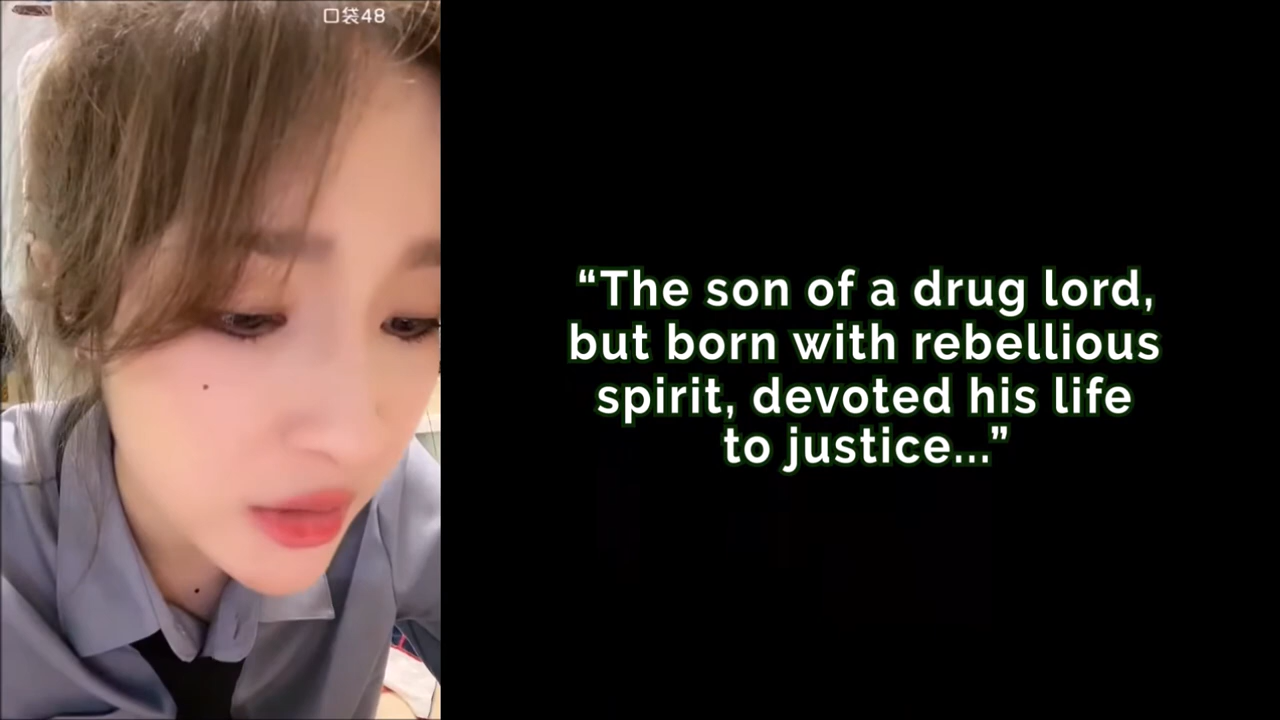 口袋48
“The son of a drug lord,
but born with rebellious
spirit, devoted his life
to justice...”